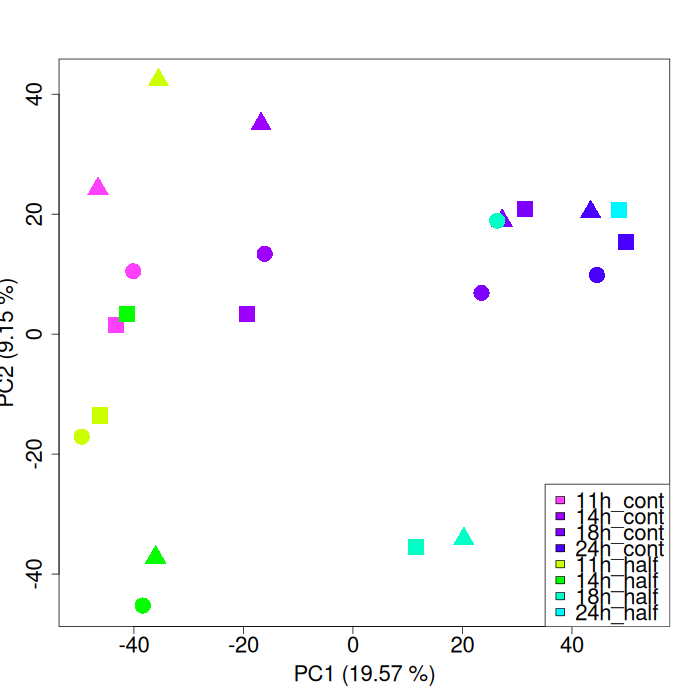 40
20
0
-20
-40
PC2 (9.15 %)
-40
-20
0
20
40
PC1 (19.57 %)
11h_cont
14h_cont
18h_cont
24h_cont
11h_half
14h_half
18h_half
24h_half